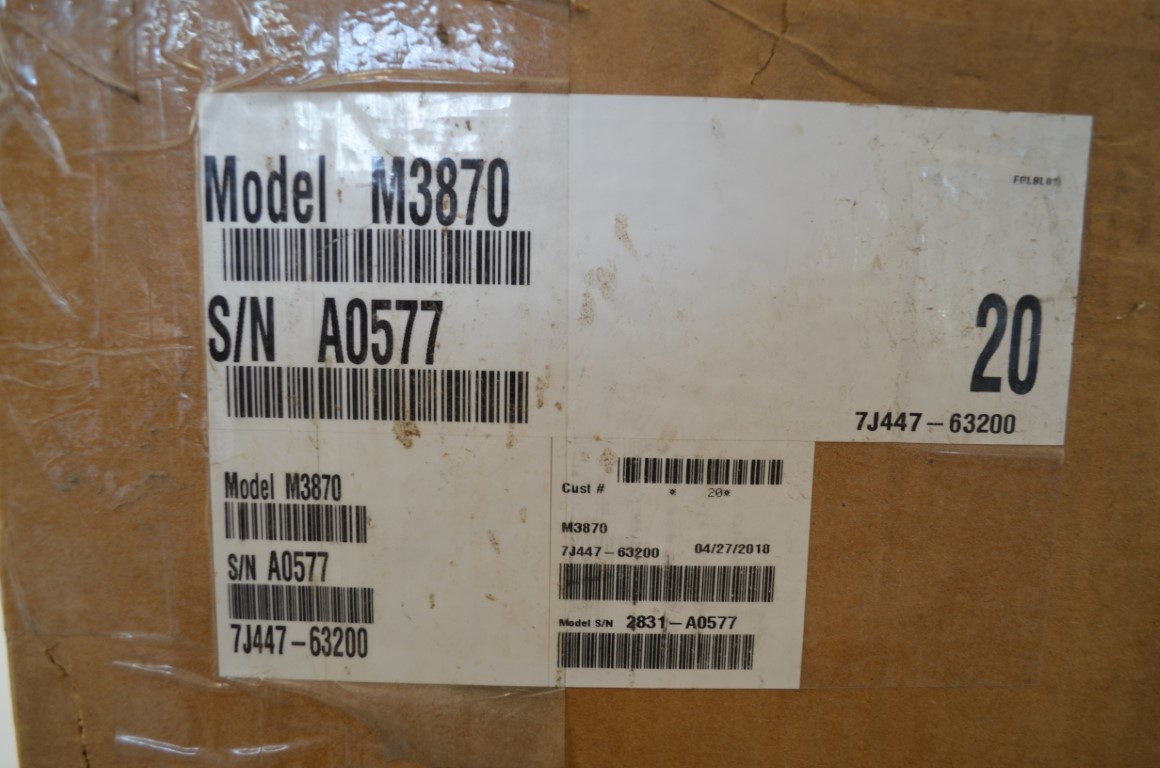 Model M3870
FGLBL01
S/N A0577
20
7J447-63200
Model M3870
S/N A0577
7J447-63200
Cust # * 20*
M3870
7J447-63200 04/27/2018
Model S/N 2831-A0577